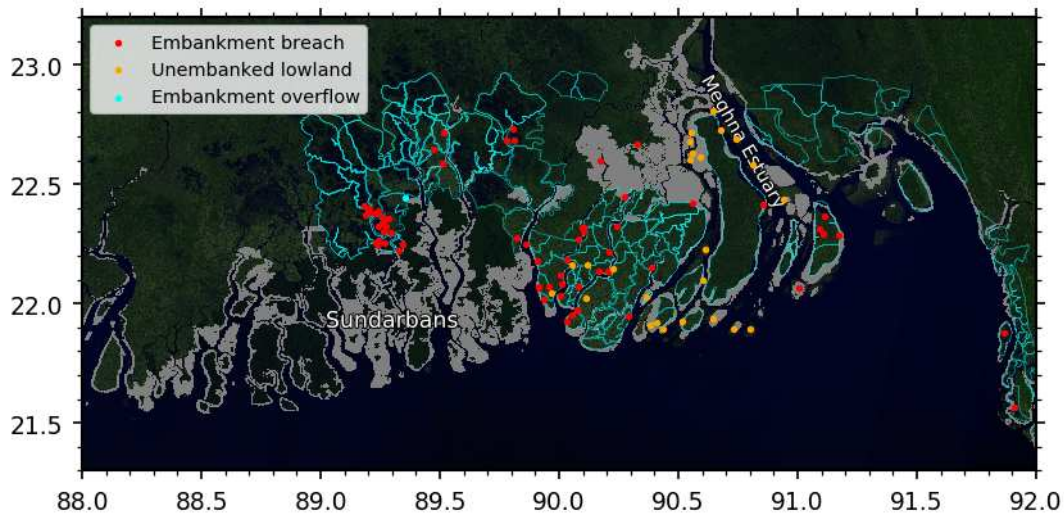 Embankment breach
Unembanked lowland
Embankment overflow
Meghna Estuary
Sundarbans
23.0
22.5
22.0
21.5
88.0 88.5 89.0 89.5 90.0 90.5 91.0 91.5 92.0